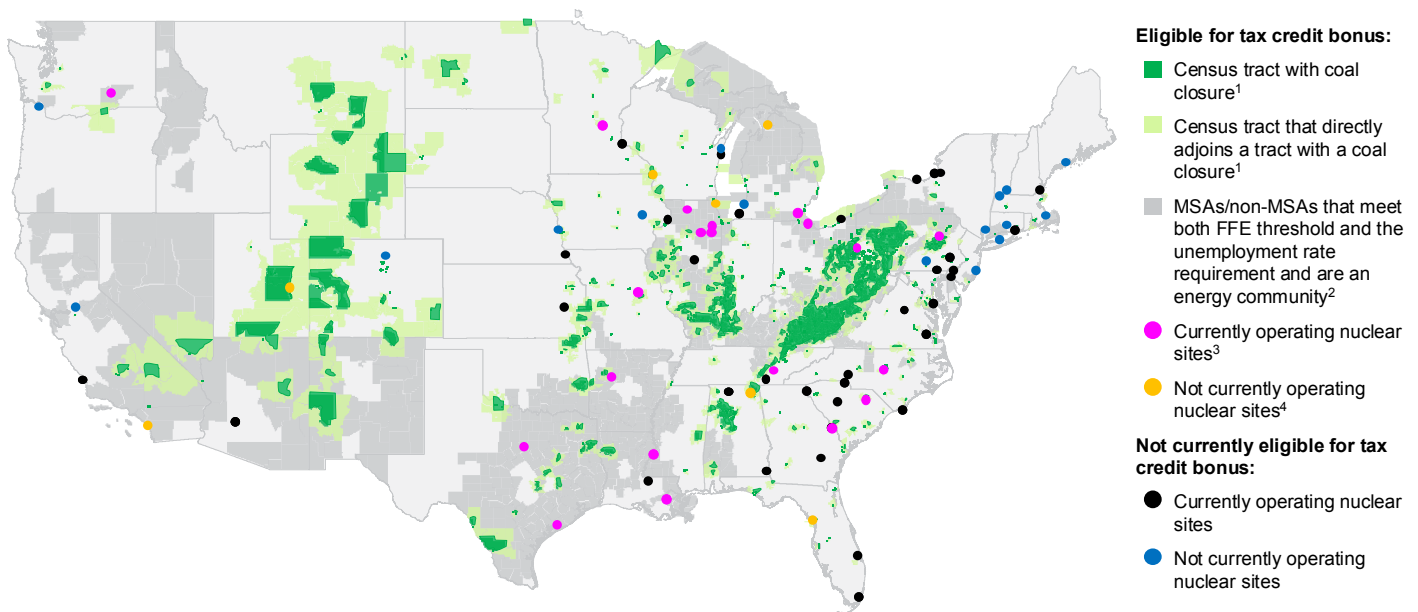 Eligible for tax credit bonus:
Census tract with coal
closure¹
Census tract that directly
adjoins a tract with a coal
closure¹
MSAs/non-MSAs that meet
both FFE threshold and the
unemployment rate
requirement and are an
energy community²
Currently operating nuclear
sites³
Not currently operating
nuclear sites⁴
Not currently eligible for tax
credit bonus:
Currently operating nuclear
sites
Not currently operating
nuclear sites